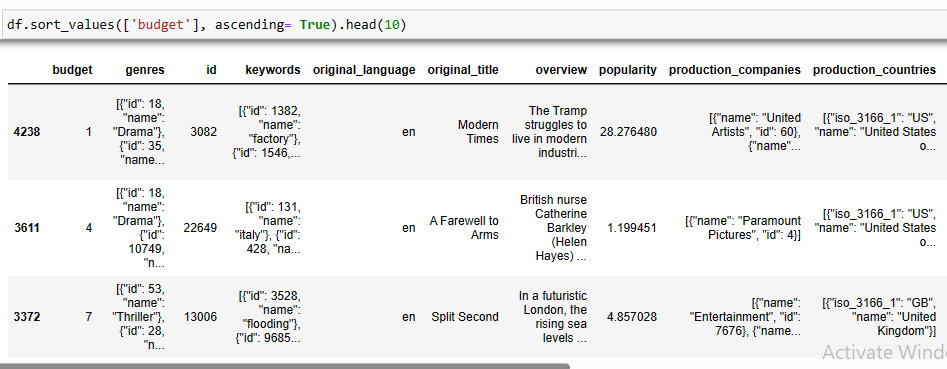 df.sort_values(['budget'], ascending= True).head(10)
budget genres id keywords original_language original_title overview popularity production_companies production_countries
4238 1 [{"id": 18, "name": "Drama"}, {"id": 35, "name... 3082 [{"id": 1382, "name": "factory"}, {"id": 1546,... en Modern Times The Tramp struggles to live in modern industri... 28.276480 [{"name": "United Artists", "id": 60}, {"name"... [{"iso_3166_1": "US", "name": "United States o...
3611 4 [{"id": 18, "name": "Drama"}, {"id": 10749, "n... 22649 [{"id": 131, "name": "italy"}, {"id": 428, "na... en A Farewell to Arms British nurse Catherine Barkley (Helen Hayes) ... 1.199451 [{"name": "Paramount Pictures", "id": 4}] [{"iso_3166_1": "US", "name": "United States o...
3372 7 [{"id": 53, "name": "Thriller"}, {"id": 28, "n... 13006 [{"id": 3528, "name": "flooding"}, {"id": 9685... en Split Second In a futuristic London, the rising sea levels ... 4.857028 [{"name": "Entertainment", "id": 7676}, {"name... [{"iso_3166_1": "GB", "name": "United Kingdom"}]
Activate Wind